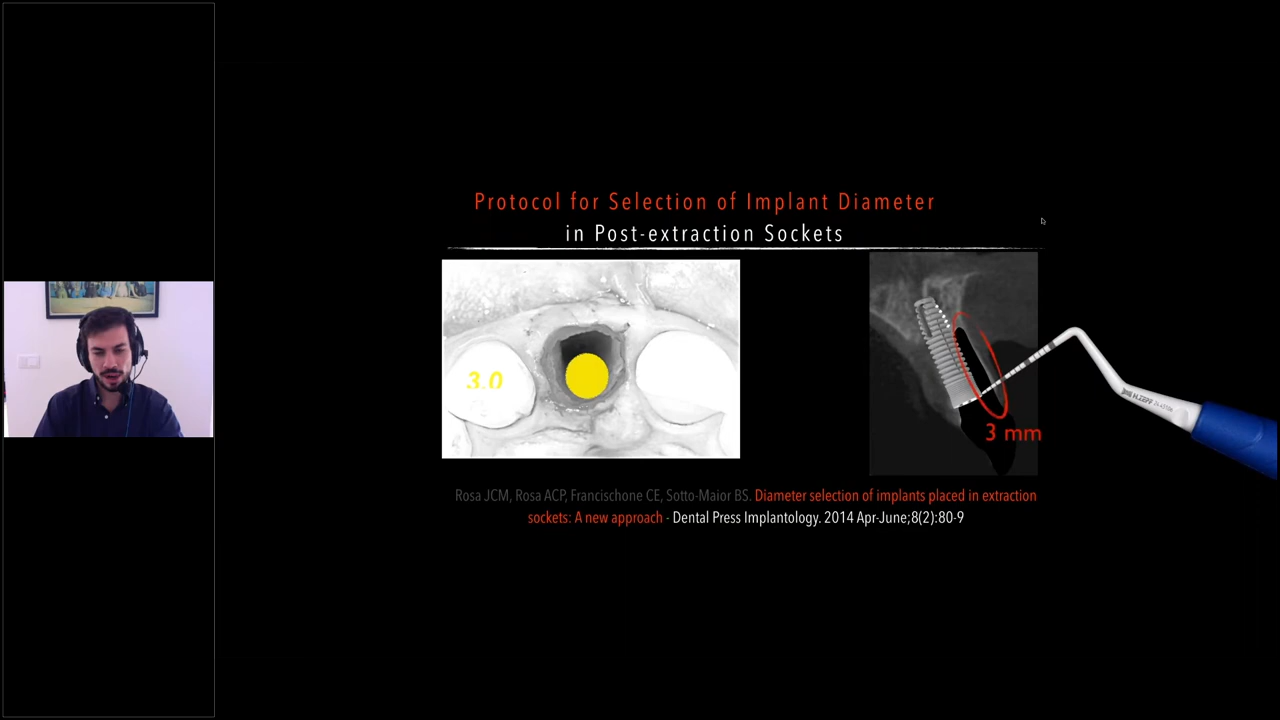 Protocol for Selection of Implant Diameter
in Post-extraction Sockets
3.0
H.ZEPF
3 mm
Rosa JCM, Rosa ACP, Francischone CE, Sotto-Maior BS. Diameter selection of implants placed in extraction
sockets: A new approach - Dental Press Implantology. 2014 Apr-June;8(2):80-9